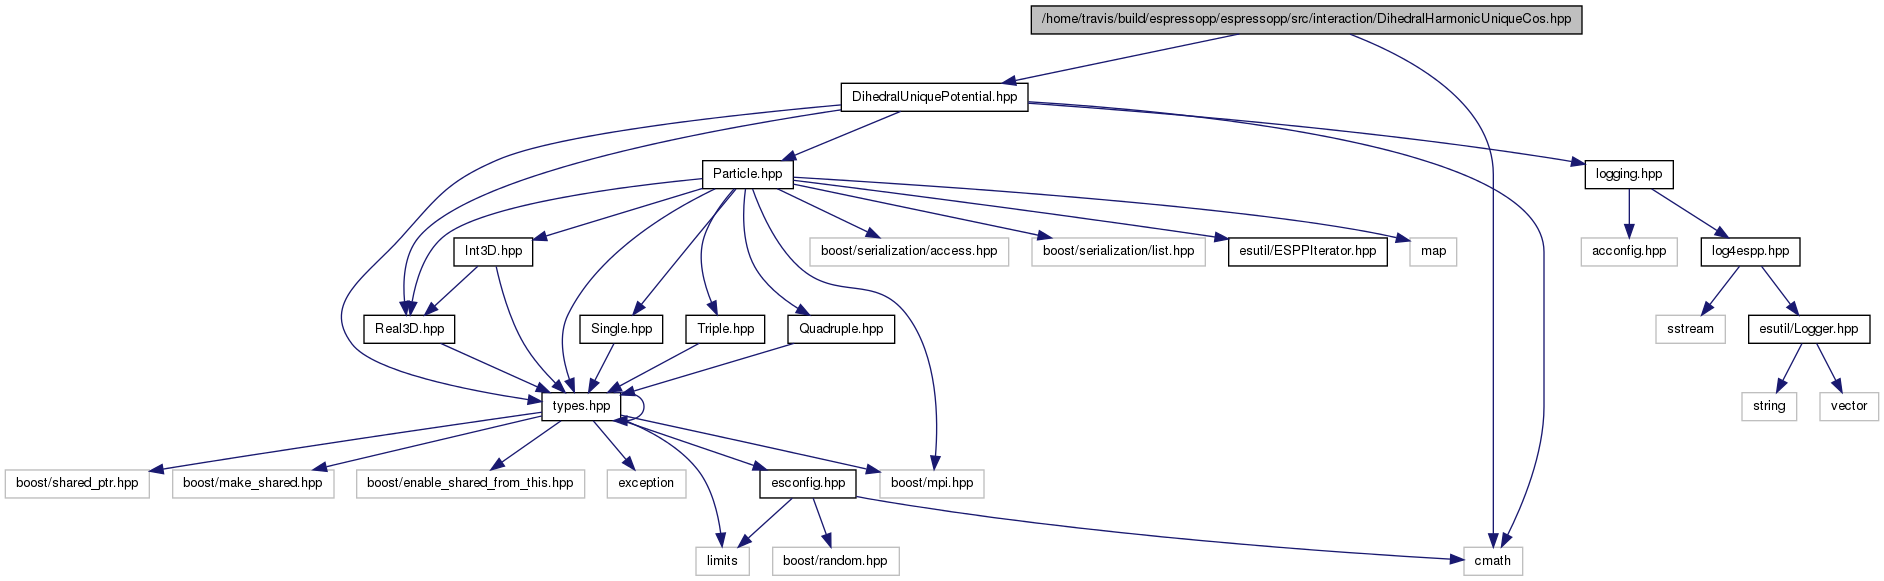 /home/travis/build/espressopp/espressopp/src/interaction/DihedralHarmonicUniqueCos.hpp
DihedralUniquePotential.hpp
Particle.hpp
logging.hpp
Int3D.hpp
boost/serialization/access.hpp
boost/serialization/list.hpp
esutil/ESPPIterator.hpp
map
acconfig.hpp
log4espp.hpp
Real3D.hpp
Single.hpp
Triple.hpp
Quadruple.hpp
sstream
esutil/Logger.hpp
types.hpp
string
vector
boost/shared_ptr.hpp
boost/make_shared.hpp
boost/enable_shared_from_this.hpp
exception
esconfig.hpp
boost/mpi.hpp
limits
boost/random.hpp
cmath